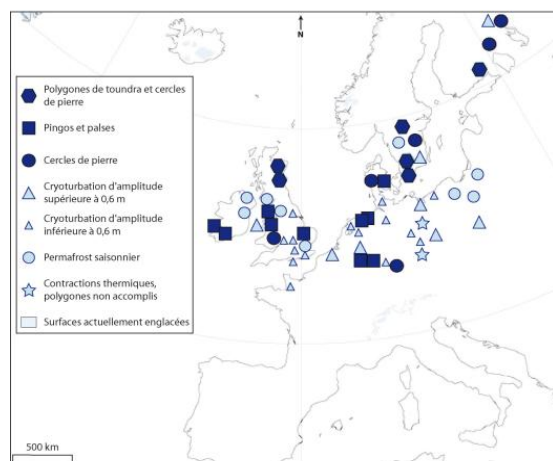 N
Polygones de toundra et cercles
de pierre
Pingos et palses
Cercles de pierre
Cryoturbation d'amplitude
supérieure à 0,6 m
Cryoturbation d'amplitude
inférieure à 0,6 m
Permafrost saisonnier
Contractions thermiques,
polygones non accomplis
Surfaces actuellement englacées
500 km